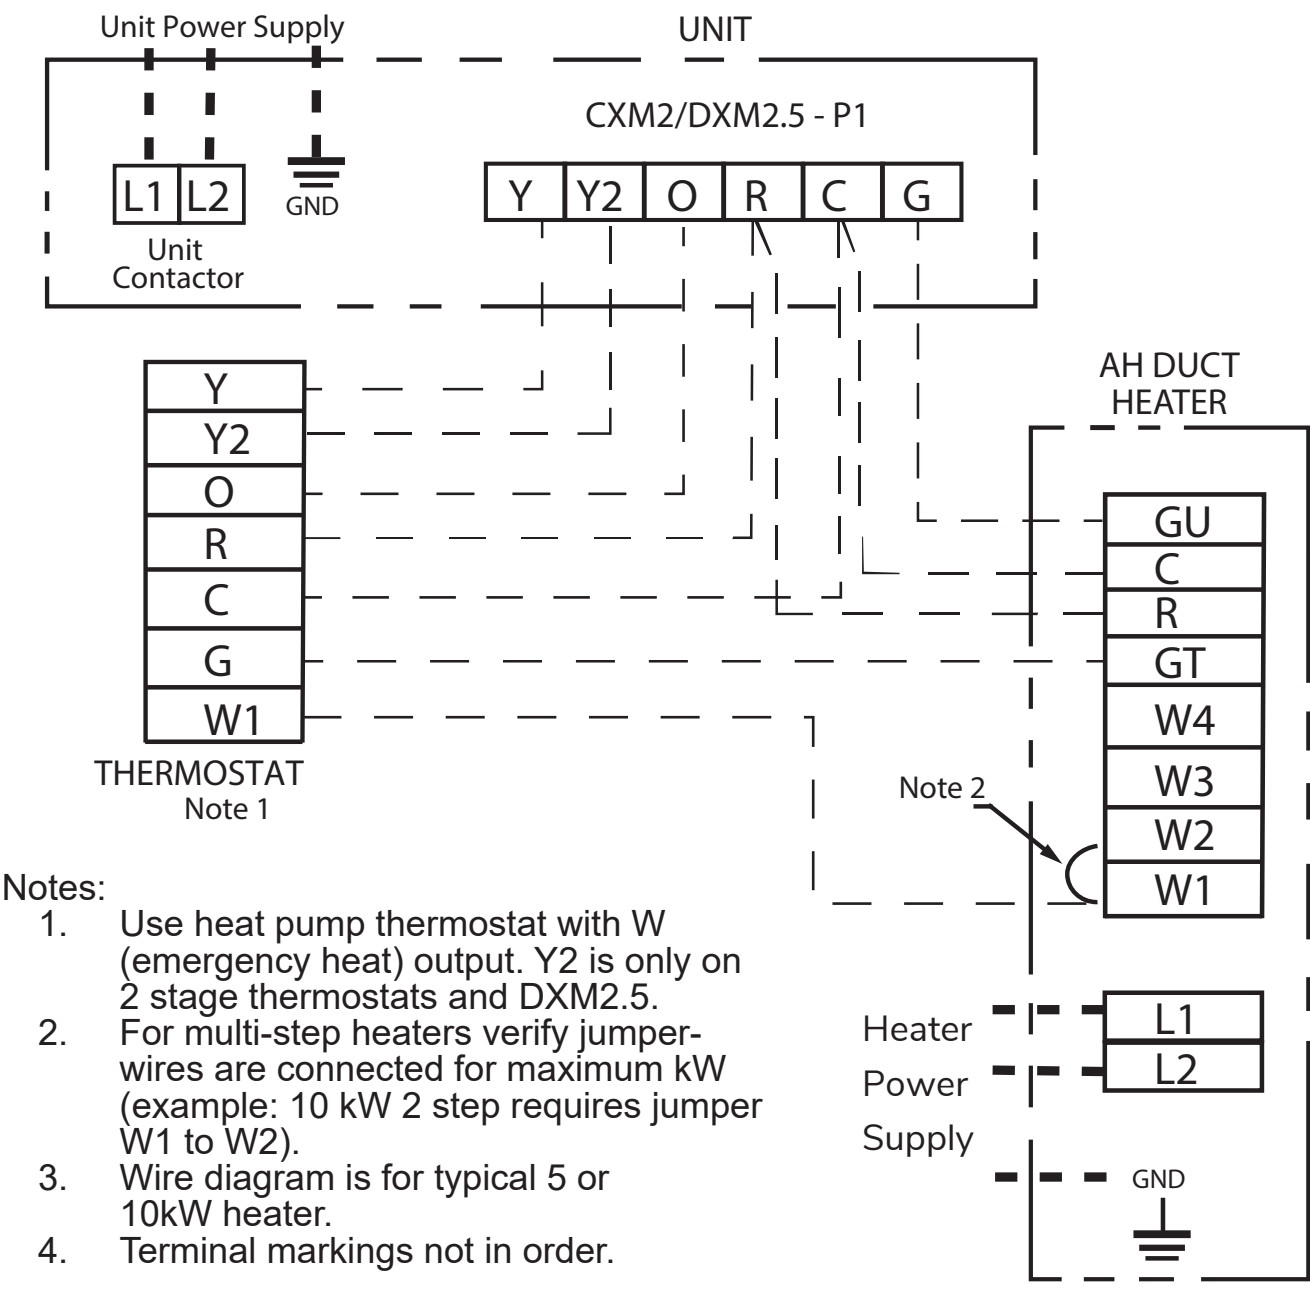 Unit Power Supply
UNIT
CXM2/DXM2.5 - P1
L1 L2
GND
Y Y2 O R C G
Unit
Contactor
Y
Y2
O
R
C
G
W1
THERMOSTAT
Note 1
AH DUCT
HEATER
GU
C
R
GT
W4
W3
W2
W1
Note 2
L1
L2
Heater
Power
Supply
GND
Notes:
1. Use heat pump thermostat with W
(emergency heat) output. Y2 is only on
2 stage thermostats and DXM2.5.
2. For multi-step heaters verify jumper-
wires are connected for maximum kW
(example: 10 kW 2 step requires jumper
W1 to W2).
3. Wire diagram is for typical 5 or
10kW heater.
4. Terminal markings not in order.